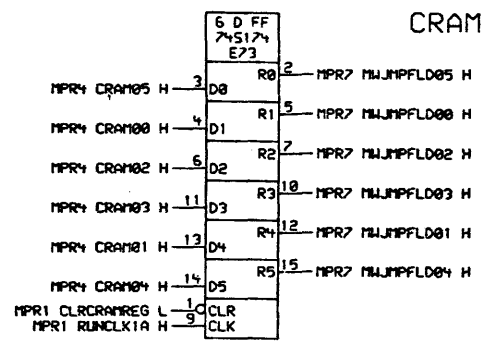 CRAM
6 D FF
74S174
E73
MPR4 CRAM05 H 3 D0 R0 2 MPR7 MWJMPFLD05 H
MPR4 CRAM00 H 4 D1 R1 5 MPR7 MWJMPFLD00 H
MPR4 CRAM02 H 6 D2 R2 7 MPR7 MWJMPFLD02 H
MPR4 CRAM03 H 11 D3 R3 10 MPR7 MWJMPFLD03 H
MPR4 CRAM01 H 13 D4 R4 12 MPR7 MWJMPFLD01 H
MPR4 CRAM04 H 14 D5 R5 15 MPR7 MWJMPFLD04 H
MPR1 CLRCRAMREG L 1 CLR
MPR1 RUNCLK1A H 9 CLK